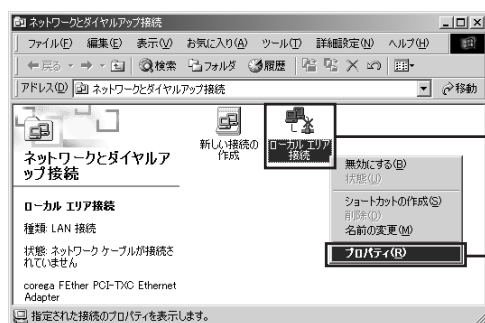 ネットワークとダイヤルアップ接続
ファイル(F) 編集(E) 表示(V) お気に入り(A) ツール(T) 詳細設定(N) ヘルプ(H)
戻る 検索 フォルダ 履歴
アドレス(D) ネットワークとダイヤルアップ接続 移動
新しい接続の
作成
ローカル エリア
接続
ネットワークとダイヤルア
ップ接続
ローカル エリア接続
種類: LAN 接続
状態: ネットワーク ケーブルが接続さ
れていません
corega FEther PCI-TXC Ethernet
Adapter
無効にする(B)
状態(U)
ショートカットの作成(S)
削除(D)
名前の変更(M)
プロパティ(R)
指定された接続のプロパティを表示します。